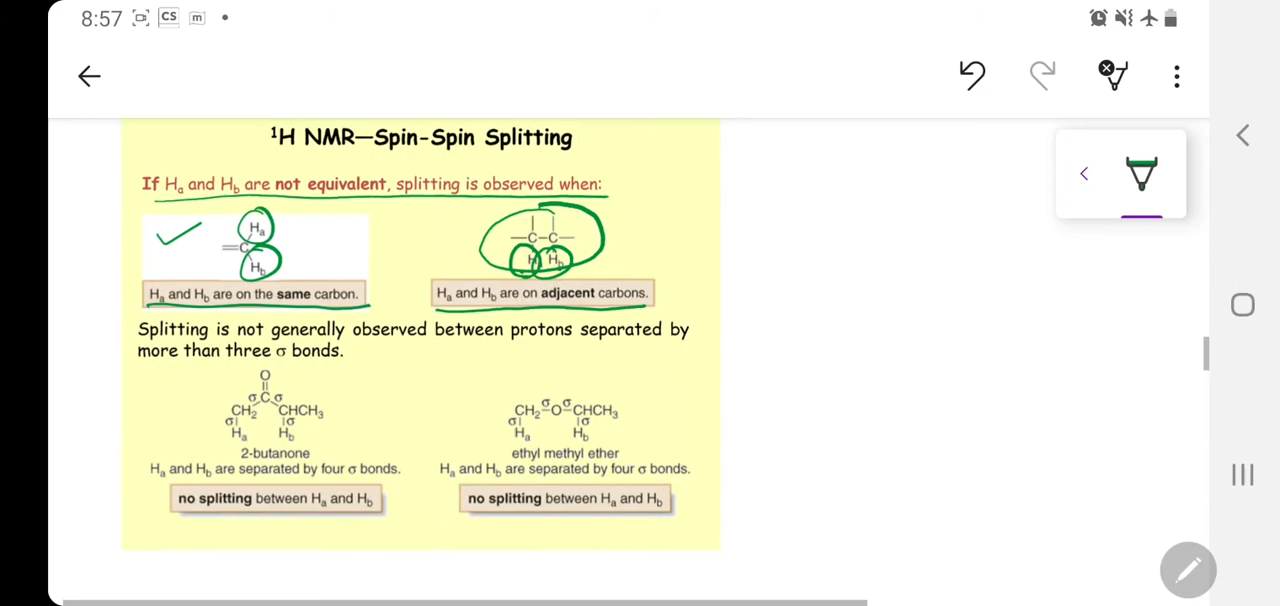 8:57 CS m
¹H NMR—Spin-Spin Splitting
If Hₐ and H_b are not equivalent, splitting is observed when:
Hₐ
=C
H_b
–C–C–
H H_b
Hₐ and H_b are on the same carbon.
Hₐ and H_b are on adjacent carbons.
Splitting is not generally observed between protons separated by
more than three σ bonds.
O
σ C σ
CH₂ CHCH₃
σ σ
Hₐ H_b
2-butanone
Hₐ and H_b are separated by four σ bonds.
no splitting between Hₐ and H_b
σ σ
CH₂–O–CHCH₃
σ σ
Hₐ H_b
ethyl methyl ether
Hₐ and H_b are separated by four σ bonds.
no splitting between Hₐ and H_b